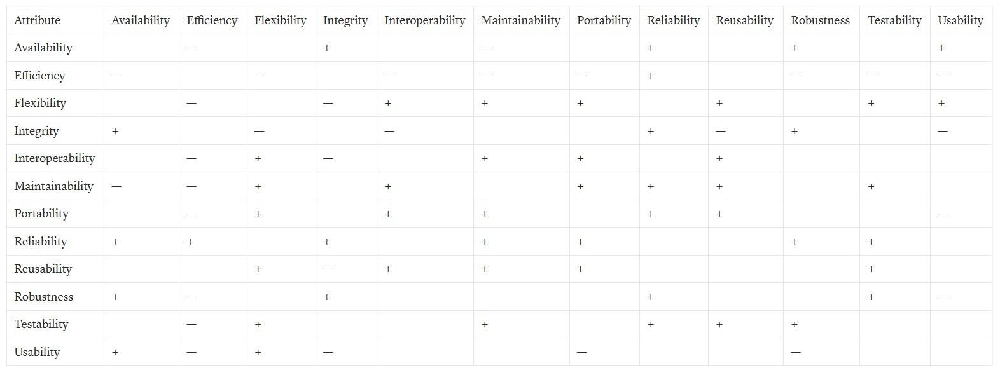 Attribute Availability Efficiency Flexibility Integrity Interoperability Maintainability Portability Reliability Reusability Robustness Testability Usability
Availability — + — + + +
Efficiency — — — — — + — — —
Flexibility — — + + + + + +
Integrity + — — + — + —
Interoperability — + — + + +
Maintainability — — + + + + + +
Portability — + + + + + —
Reliability + + + + + + +
Reusability + — + + + +
Robustness + — + + + —
Testability — + + + + +
Usability + — + — — —